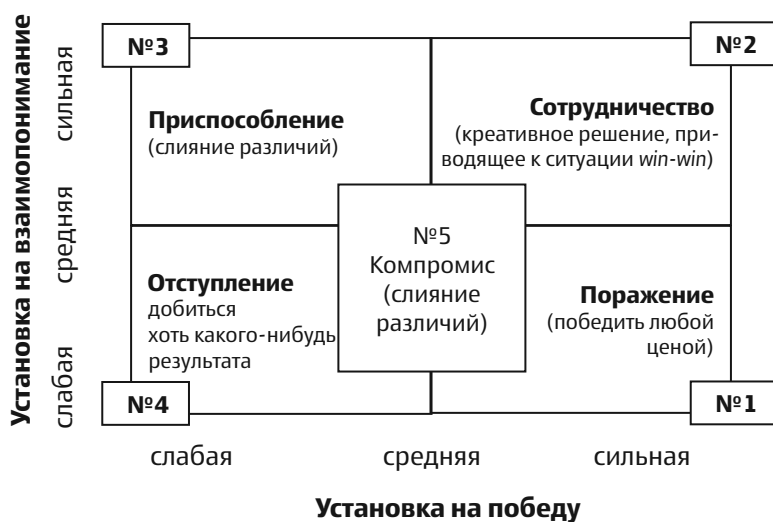 №3
№2
Установка на взаимопонимание
сильная
средняя
слабая
Приспособление
(слияние различий)
Сотрудничество
(креативное решение, при-
водящее к ситуации win-win)
№5
Компромис
(слияние
различий)
Отступление
добиться
хоть какого-нибудь
результата
Поражение
(победить любой
ценой)
№4
№1
слабая
средняя
сильная
Установка на победу